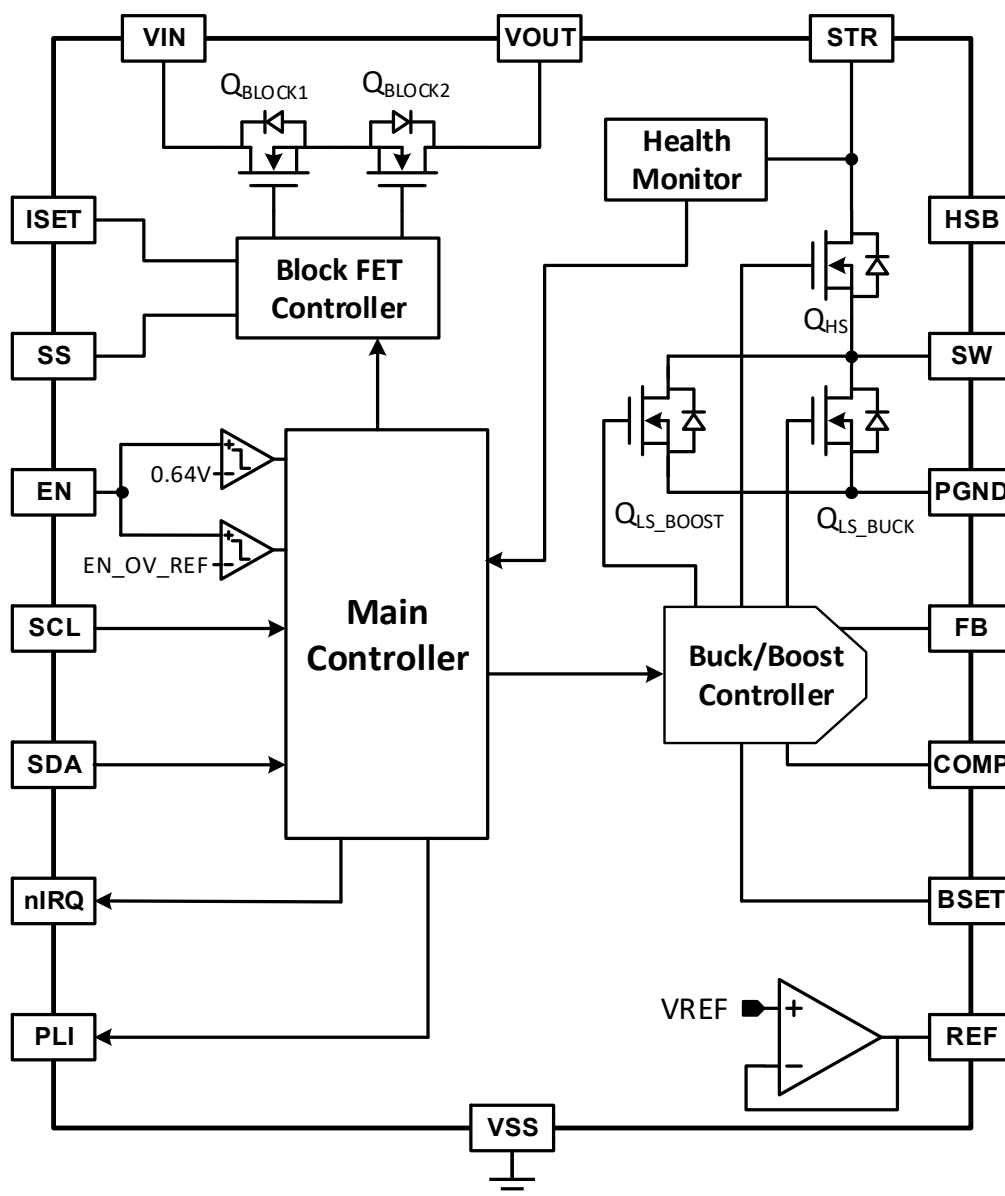 VIN
VOUT
STR
QBLOCK1
QBLOCK2
Health
Monitor
ISET
HSB
Block FET
Controller
QHS
SS
SW
EN
0.64V
QLS_BOOST
QLS_BUCK
PGND
EN_OV_REF
Main
Controller
SCL
FB
Buck/Boost
Controller
SDA
COMP
nIRQ
BSET
VREF
+
−
PLI
REF
VSS